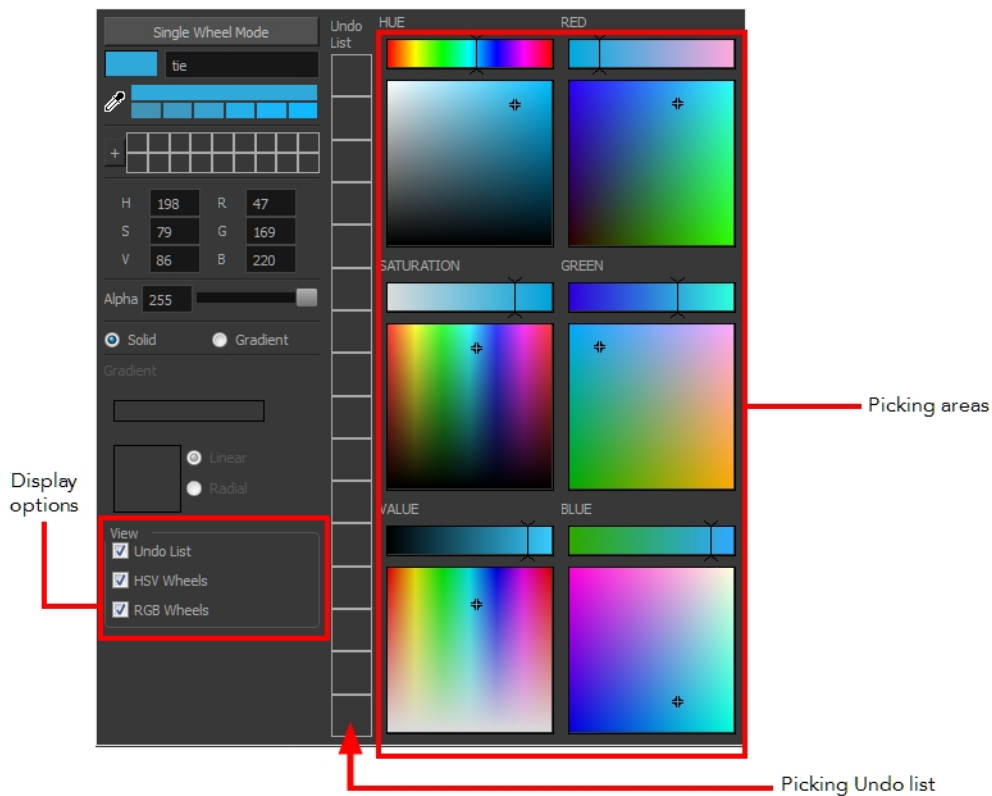 Single Wheel Mode
Undo
List
HUE
RED
tie
+
H 198 R 47
S 79 G 169
V 86 B 220
SATURATION
GREEN
Alpha 255
Solid
Gradient
Gradient
Picking areas
Linear
Radial
Display
options
VALUE
BLUE
View
Undo List
HSV Wheels
RGB Wheels
Picking Undo list